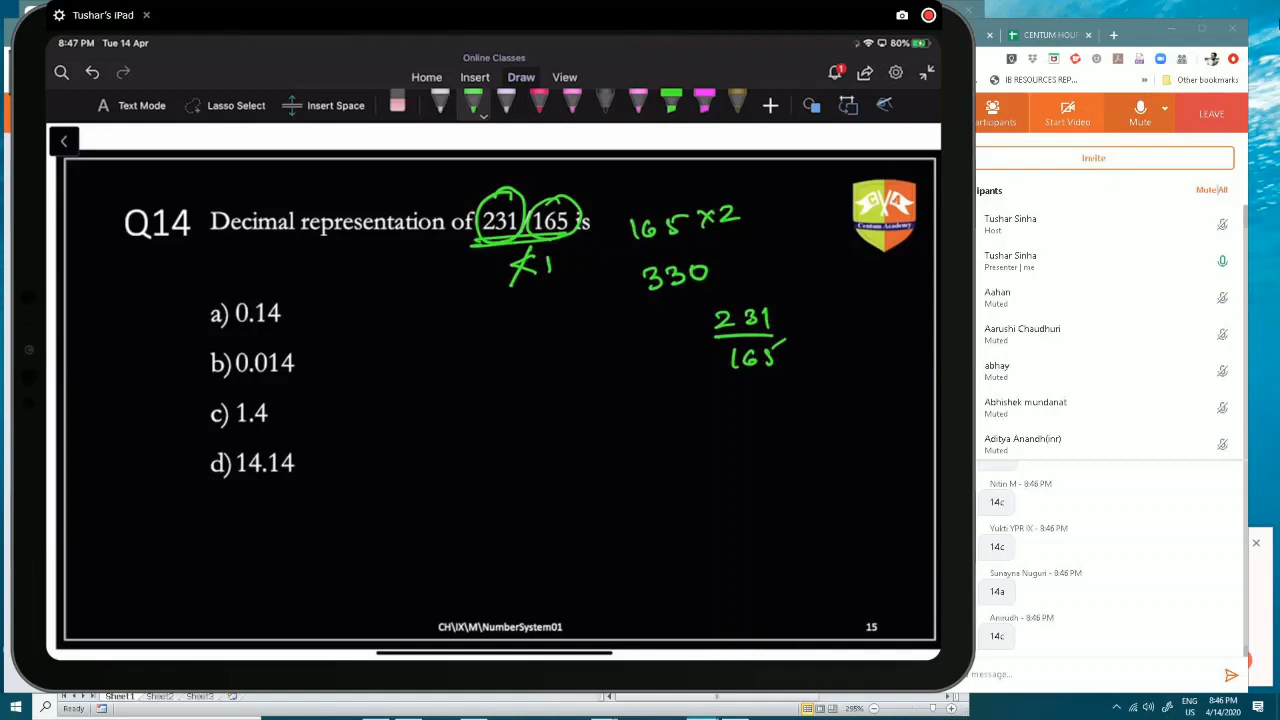 Tushar's iPad
8:47 PM Tue 14 Apr
80%
Online Classes
Home Insert Draw View
Text Mode Lasso Select Insert Space
Q14 Decimal representation of 231/165 is
a) 0.14
b) 0.014
c) 1.4
d) 14.14
≮ 1
165 × 2
330
231
165
Centum Academy
CH\IX\M\NumberSystem01
15
CENTUM HOUR
IB RESOURCES REP...
Other bookmarks
articipants
Start Video
Mute
LEAVE
Invite
ipants
Mute All
Tushar Sinha
Host
Tushar Sinha
Presenter | me
Aahan
Muted
Aarushi Chaudhuri
Muted
abhay
Muted
Abhishek mundanat
Muted
Aditya Anandh(inr)
Muted
Nitin M - 8:46 PM
14c
Yukti YPR IX - 8:46 PM
14c
Sunayna Nuguri - 8:46 PM
14a
Anirudh - 8:46 PM
14c
message...
Sheet1 Sheet2 Sheet3
Ready
295%
ENG
US
8:46 PM
4/14/2020